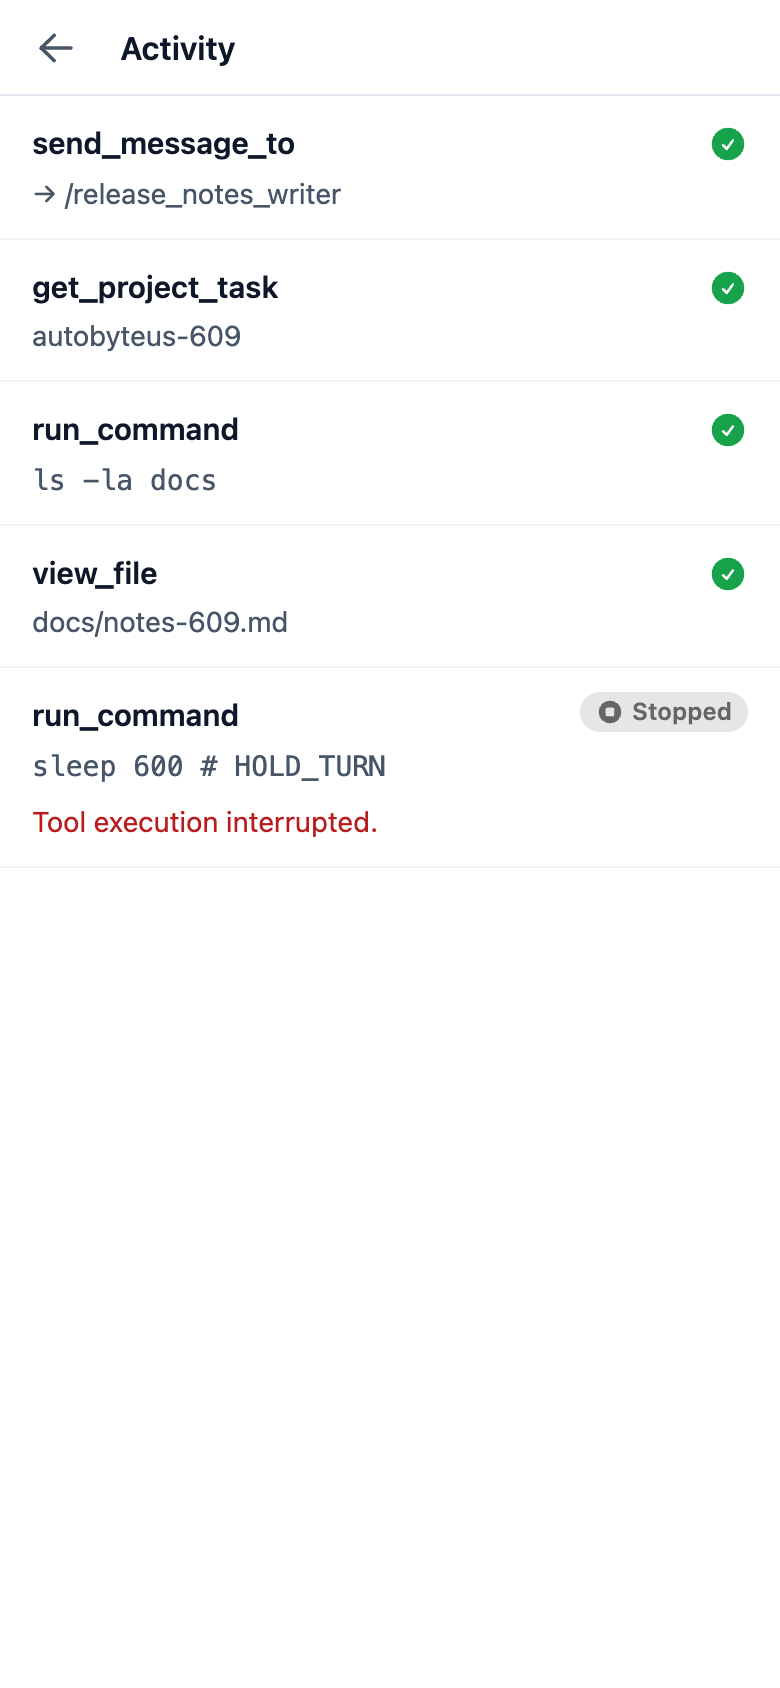 Activity
send_message_to
→ /release_notes_writer
get_project_task
autobyteus-609
run_command
ls -la docs
view_file
docs/notes-609.md
run_command
Stopped
sleep 600 # HOLD_TURN
Tool execution interrupted.